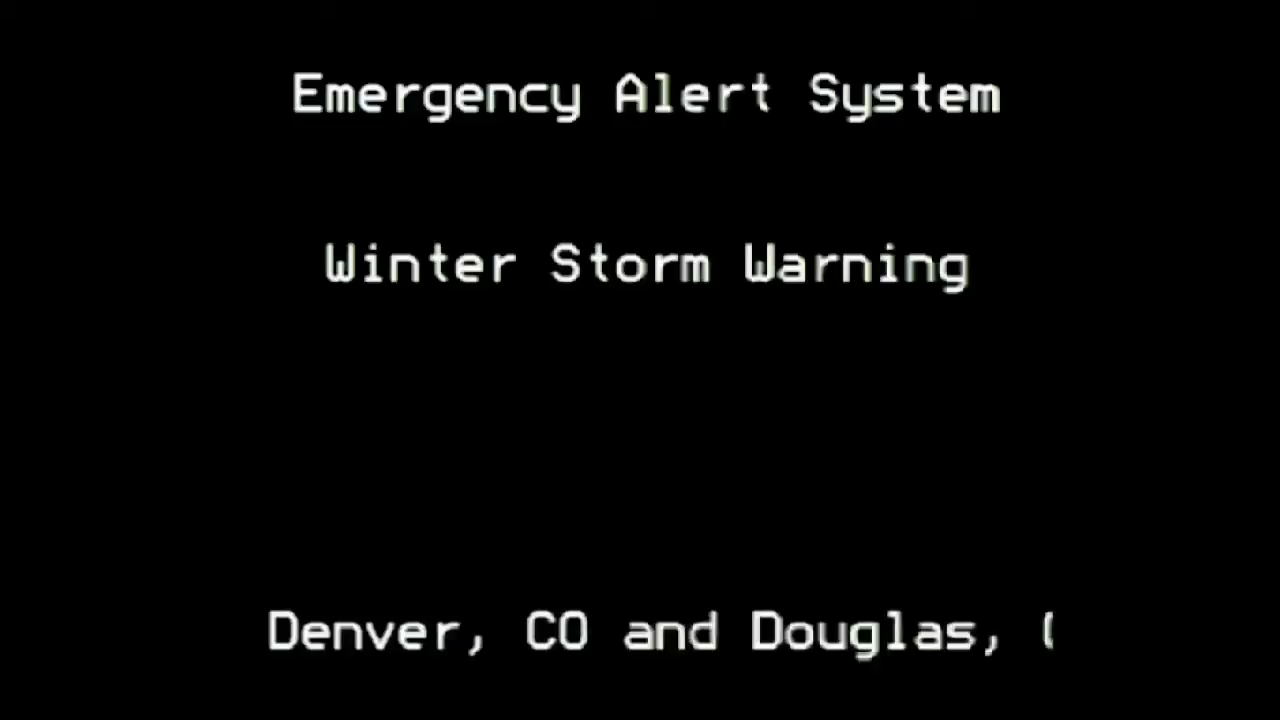 Emergency Alert System
Winter Storm Warning
Denver, CO and Douglas,